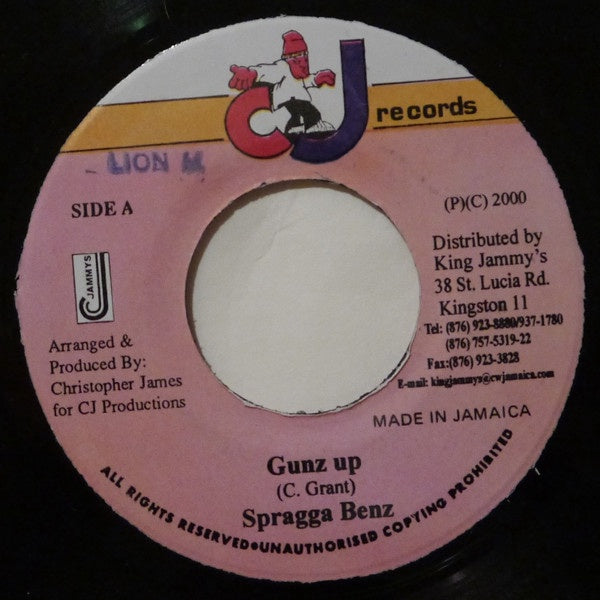 CJ records
LION M
SIDE A
(P)(C) 2000
Distributed by
King Jammy's
38 St. Lucia Rd.
Kingston 11
Tel: (876) 923-8880/937-1780
(876) 757-5319-22
Fax:(876) 923-3828
E-mail: kingjammys@cwjamaica.com
JAMMYS
Arranged &
Produced By:
Christopher James
for CJ Productions
MADE IN JAMAICA
Gunz up
(C. Grant)
Spragga Benz
ALL RIGHTS RESERVED•UNAUTHORISED COPYING PROHIBITED